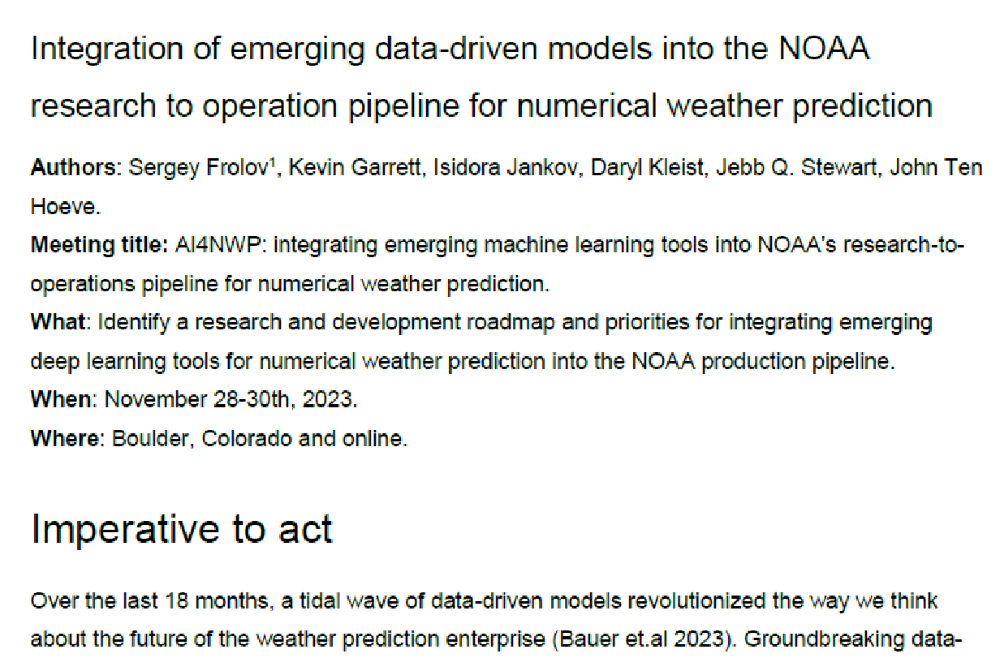 Integration of emerging data-driven models into the NOAA
research to operation pipeline for numerical weather prediction
Authors: Sergey Frolov¹, Kevin Garrett, Isidora Jankov, Daryl Kleist, Jebb Q. Stewart, John Ten
Hoeve.
Meeting title: AI4NWP: integrating emerging machine learning tools into NOAA's research-to-
operations pipeline for numerical weather prediction.
What: Identify a research and development roadmap and priorities for integrating emerging
deep learning tools for numerical weather prediction into the NOAA production pipeline.
When: November 28-30th, 2023.
Where: Boulder, Colorado and online.
Imperative to act
Over the last 18 months, a tidal wave of data-driven models revolutionized the way we think
about the future of the weather prediction enterprise (Bauer et.al 2023). Groundbreaking data-